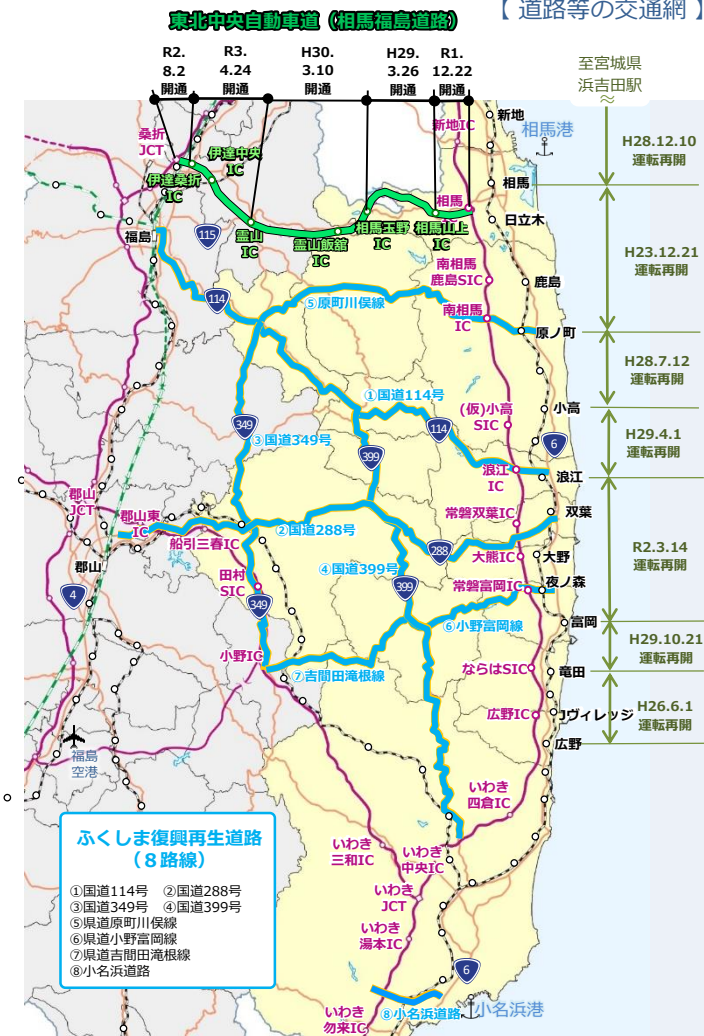 【 道路等の交通網 】
東北中央自動車道（相馬福島道路）
R2.
8.2
開通
R3.
4.24
開通
H30.
3.10
開通
H29.
3.26
開通
R1.
12.22
開通
至宮城県
浜吉田駅
新地
新地IC
相馬港
桑折
JCT
伊達中央
IC
伊達桑折
IC
H28.12.10
運転再開
相馬
相馬
日立木
福島
115
霊山
IC
霊山飯舘
IC
相馬玉野
IC
相馬山上
IC
H23.12.21
運転再開
南相馬
鹿島SIC
鹿島
114
⑤原町川俣線
南相馬
IC
原ノ町
H28.7.12
運転再開
①国道114号
(仮)小高
SIC
小高
349
③国道349号
114
6
399
H29.4.1
運転再開
浪江
IC
浪江
郡山
JCT
郡山東
IC
船引三春IC
②国道288号
常磐双葉IC
双葉
288
大熊IC
大野
R2.3.14
運転再開
郡山
4
田村
SIC
④国道399号
399
常磐富岡IC
夜ノ森
349
⑥小野富岡線
富岡
小野IC
⑦吉間田滝根線
ならはSIC
竜田
H29.10.21
運転再開
広野IC
Jヴィレッジ
H26.6.1
運転再開
広野
福島
空港
いわき
四倉IC
いわき
三和IC
いわき
中央IC
いわき
JCT
いわき
湯本IC
6
⑧小名浜道路
小名浜港
いわき
勿来IC
ふくしま復興再生道路
（８路線）
①国道114号　②国道288号
③国道349号　④国道399号
⑤県道原町川俣線
⑥県道小野富岡線
⑦県道吉間田滝根線
⑧小名浜道路